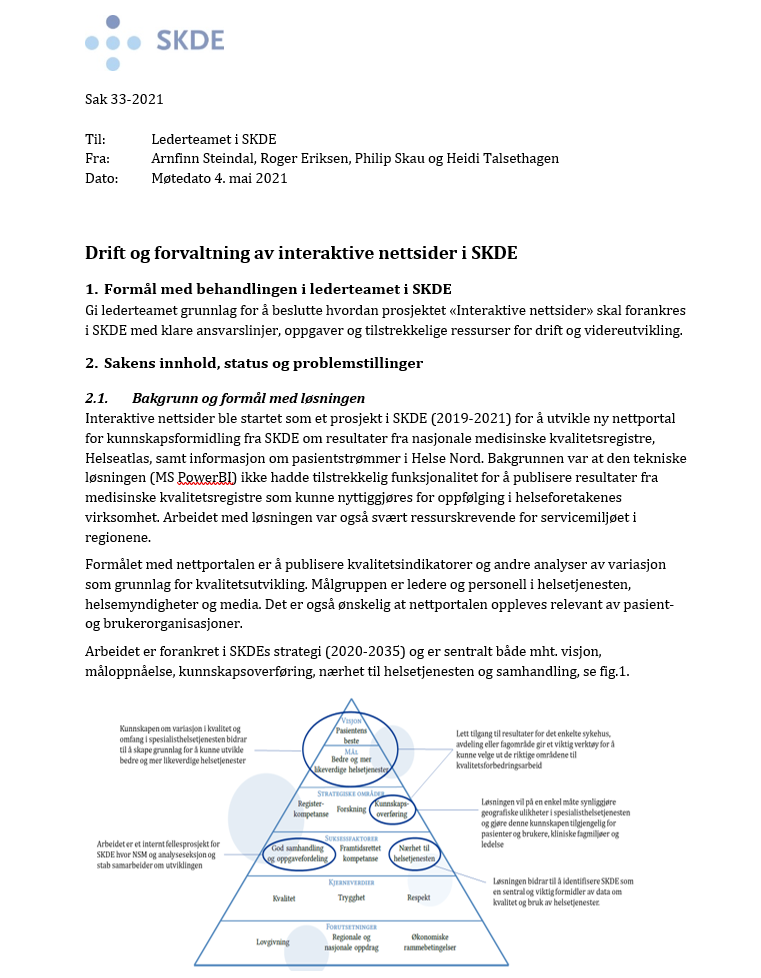 SKDE
Sak 33-2021
Til: Lederteamet i SKDE
Fra: Arnfinn Steindal, Roger Eriksen, Philip Skau og Heidi Talsethagen
Dato: Møtedato 4. mai 2021
Drift og forvaltning av interaktive nettsider i SKDE
1. Formål med behandlingen i lederteamet i SKDE
Gi lederteamet grunnlag for å beslutte hvordan prosjektet «Interaktive nettsider» skal forankres
i SKDE med klare ansvarslinjer, oppgaver og tilstrekkelige ressurser for drift og videreutvikling.
2. Sakens innhold, status og problemstillinger
2.1. Bakgrunn og formål med løsningen
Interaktive nettsider ble startet som et prosjekt i SKDE (2019-2021) for å utvikle ny nettportal
for kunnskapsformidling fra SKDE om resultater fra nasjonale medisinske kvalitetsregistre,
Helseatlas, samt informasjon om pasientstrømmer i Helse Nord. Bakgrunnen var at den tekniske
løsningen (MS PowerBI) ikke hadde tilstrekkelig funksjonalitet for å publisere resultater fra
medisinske kvalitetsregistre som kunne nyttiggjøres for oppfølging i helseforetakenes
virksomhet. Arbeidet med løsningen var også svært ressurskrevende for servicemiljøet i
regionene.
Formålet med nettportalen er å publisere kvalitetsindikatorer og andre analyser av variasjon
som grunnlag for kvalitetsutvikling. Målgruppen er ledere og personell i helsetjenesten,
helsemyndigheter og media. Det er også ønskelig at nettportalen oppleves relevant av pasient-
og brukerorganisasjoner.
Arbeidet er forankret i SKDEs strategi (2020-2035) og er sentralt både mht. visjon,
måloppnåelse, kunnskapsoverføring, nærhet til helsetjenesten og samhandling, se fig.1.
Kunnskapen om variasjon i kvalitet og
omfang i spesialisthelsetjenesten bidrar
til å skape grunnlag for å kunne utvikle
bedre og mer likeverdige helsetjenester
VISJON
Pasientens
beste
MÅL
Bedre og mer
likeverdige helsetjenester
Lett tilgang til resultater for det enkelte sykehus,
avdeling eller fagområde gir et viktig verktøy for å
kunne velge ut de riktige områdene til
kvalitetsforbedringsarbeid
STRATEGISKE OMRÅDER
Register-
kompetanse
Forskning
Kunnskaps-
overføring
Løsningen vil på en enkel måte synliggjøre
geografiske ulikheter i spesialisthelsetjenesten
og gjøre denne kunnskapen tilgjengelig for
pasienter og brukere, kliniske fagmiljøer og
ledelse
Arbeidet er et internt fellesprosjekt for
SKDE hvor NSM og analyseseksjon og
stab samarbeider om utviklingen
SUKSESSFAKTORER
God samhandling
og oppgavefordeling
Framtidsrettet
kompetanse
Nærhet til
helsetjenesten
Løsningen bidrar til å identifisere SKDE som
en sentral og viktig formidler av data om
kvalitet og bruk av helsetjenester.
KJERNEVERDIER
Kvalitet Trygghet Respekt
FORUTSETNINGER
Lovgivning
Regionale og
nasjonale oppdrag
Økonomiske
rammebetingelser